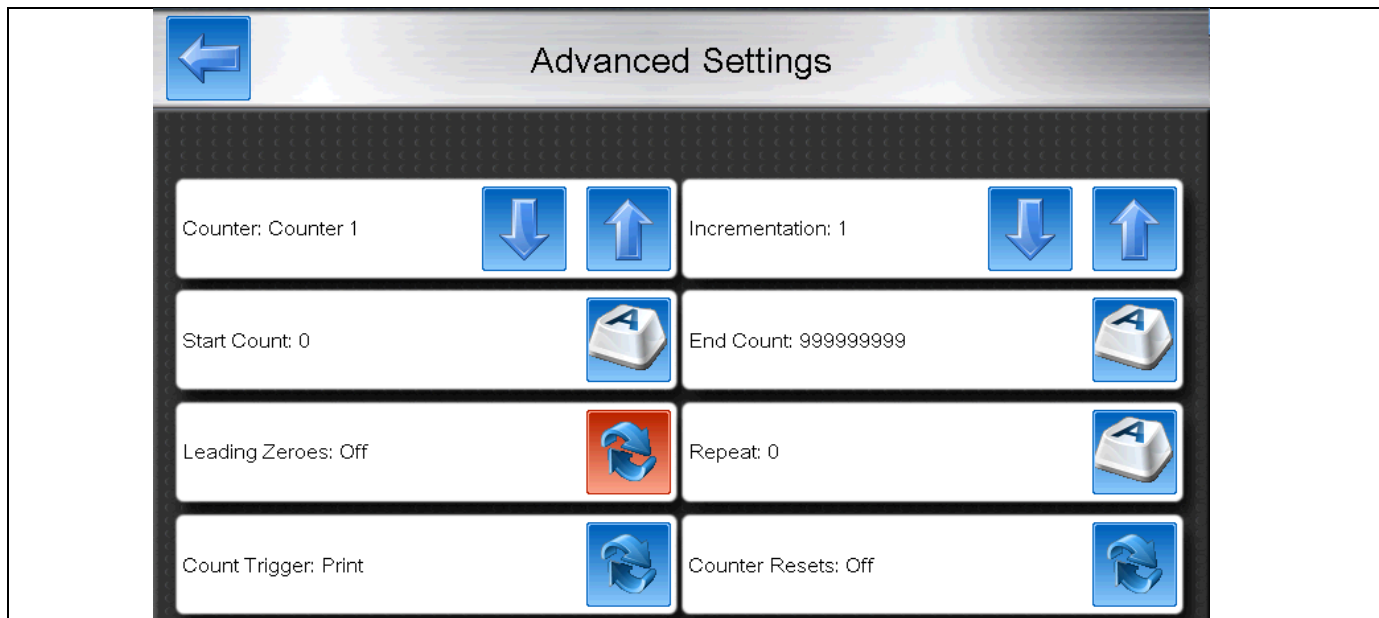 Advanced Settings
Counter: Counter 1
Incrementation: 1
Start Count: 0
End Count: 999999999
Leading Zeroes: Off
Repeat: 0
Count Trigger: Print
Counter Resets: Off